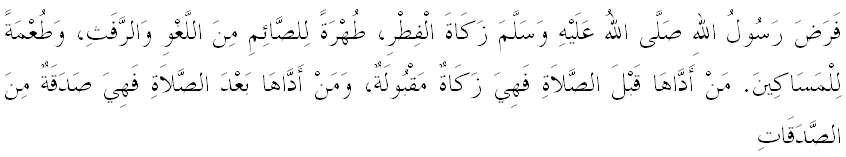 فَرَضَ رَسُولُ اللهِ صَلَّى اللهُ عَلَيْهِ وَسَلَّمَ زَكَاةَ الْفِطْرِ، طُهْرَةً لِلصَّائِمِ مِنَ اللَّغْوِ وَالرَّفَثِ، وَطُعْمَةً
لِلْمَسَاكِينَ. مَنْ أَدَّاهَا قَبْلَ الصَّلَاةِ فَهِيَ زَكَاةٌ مَقْبُولَةٌ، وَمَنْ أَدَّاهَا بَعْدَ الصَّلَاةِ فَهِيَ صَدَقَةٌ مِنَ
الصَّدَقَاتِ